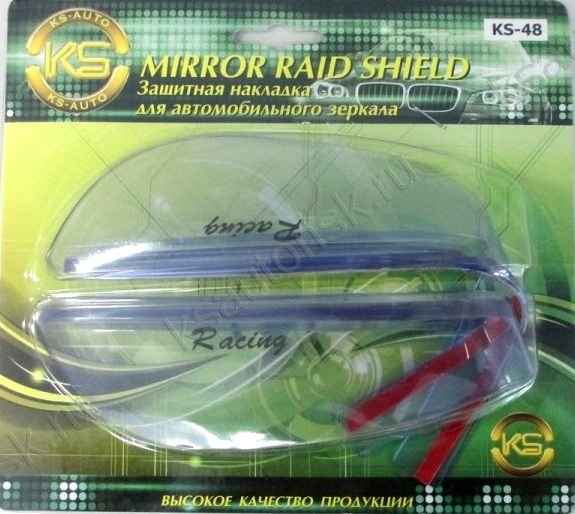 KS-AUTO
KS
KS-AUTO
KS-48
MIRROR RAID SHIELD
Защитная накладка
для автомобильного зеркала
Racing
Racing
KS
ВЫСОКОЕ КАЧЕСТВО ПРОДУКЦИИ